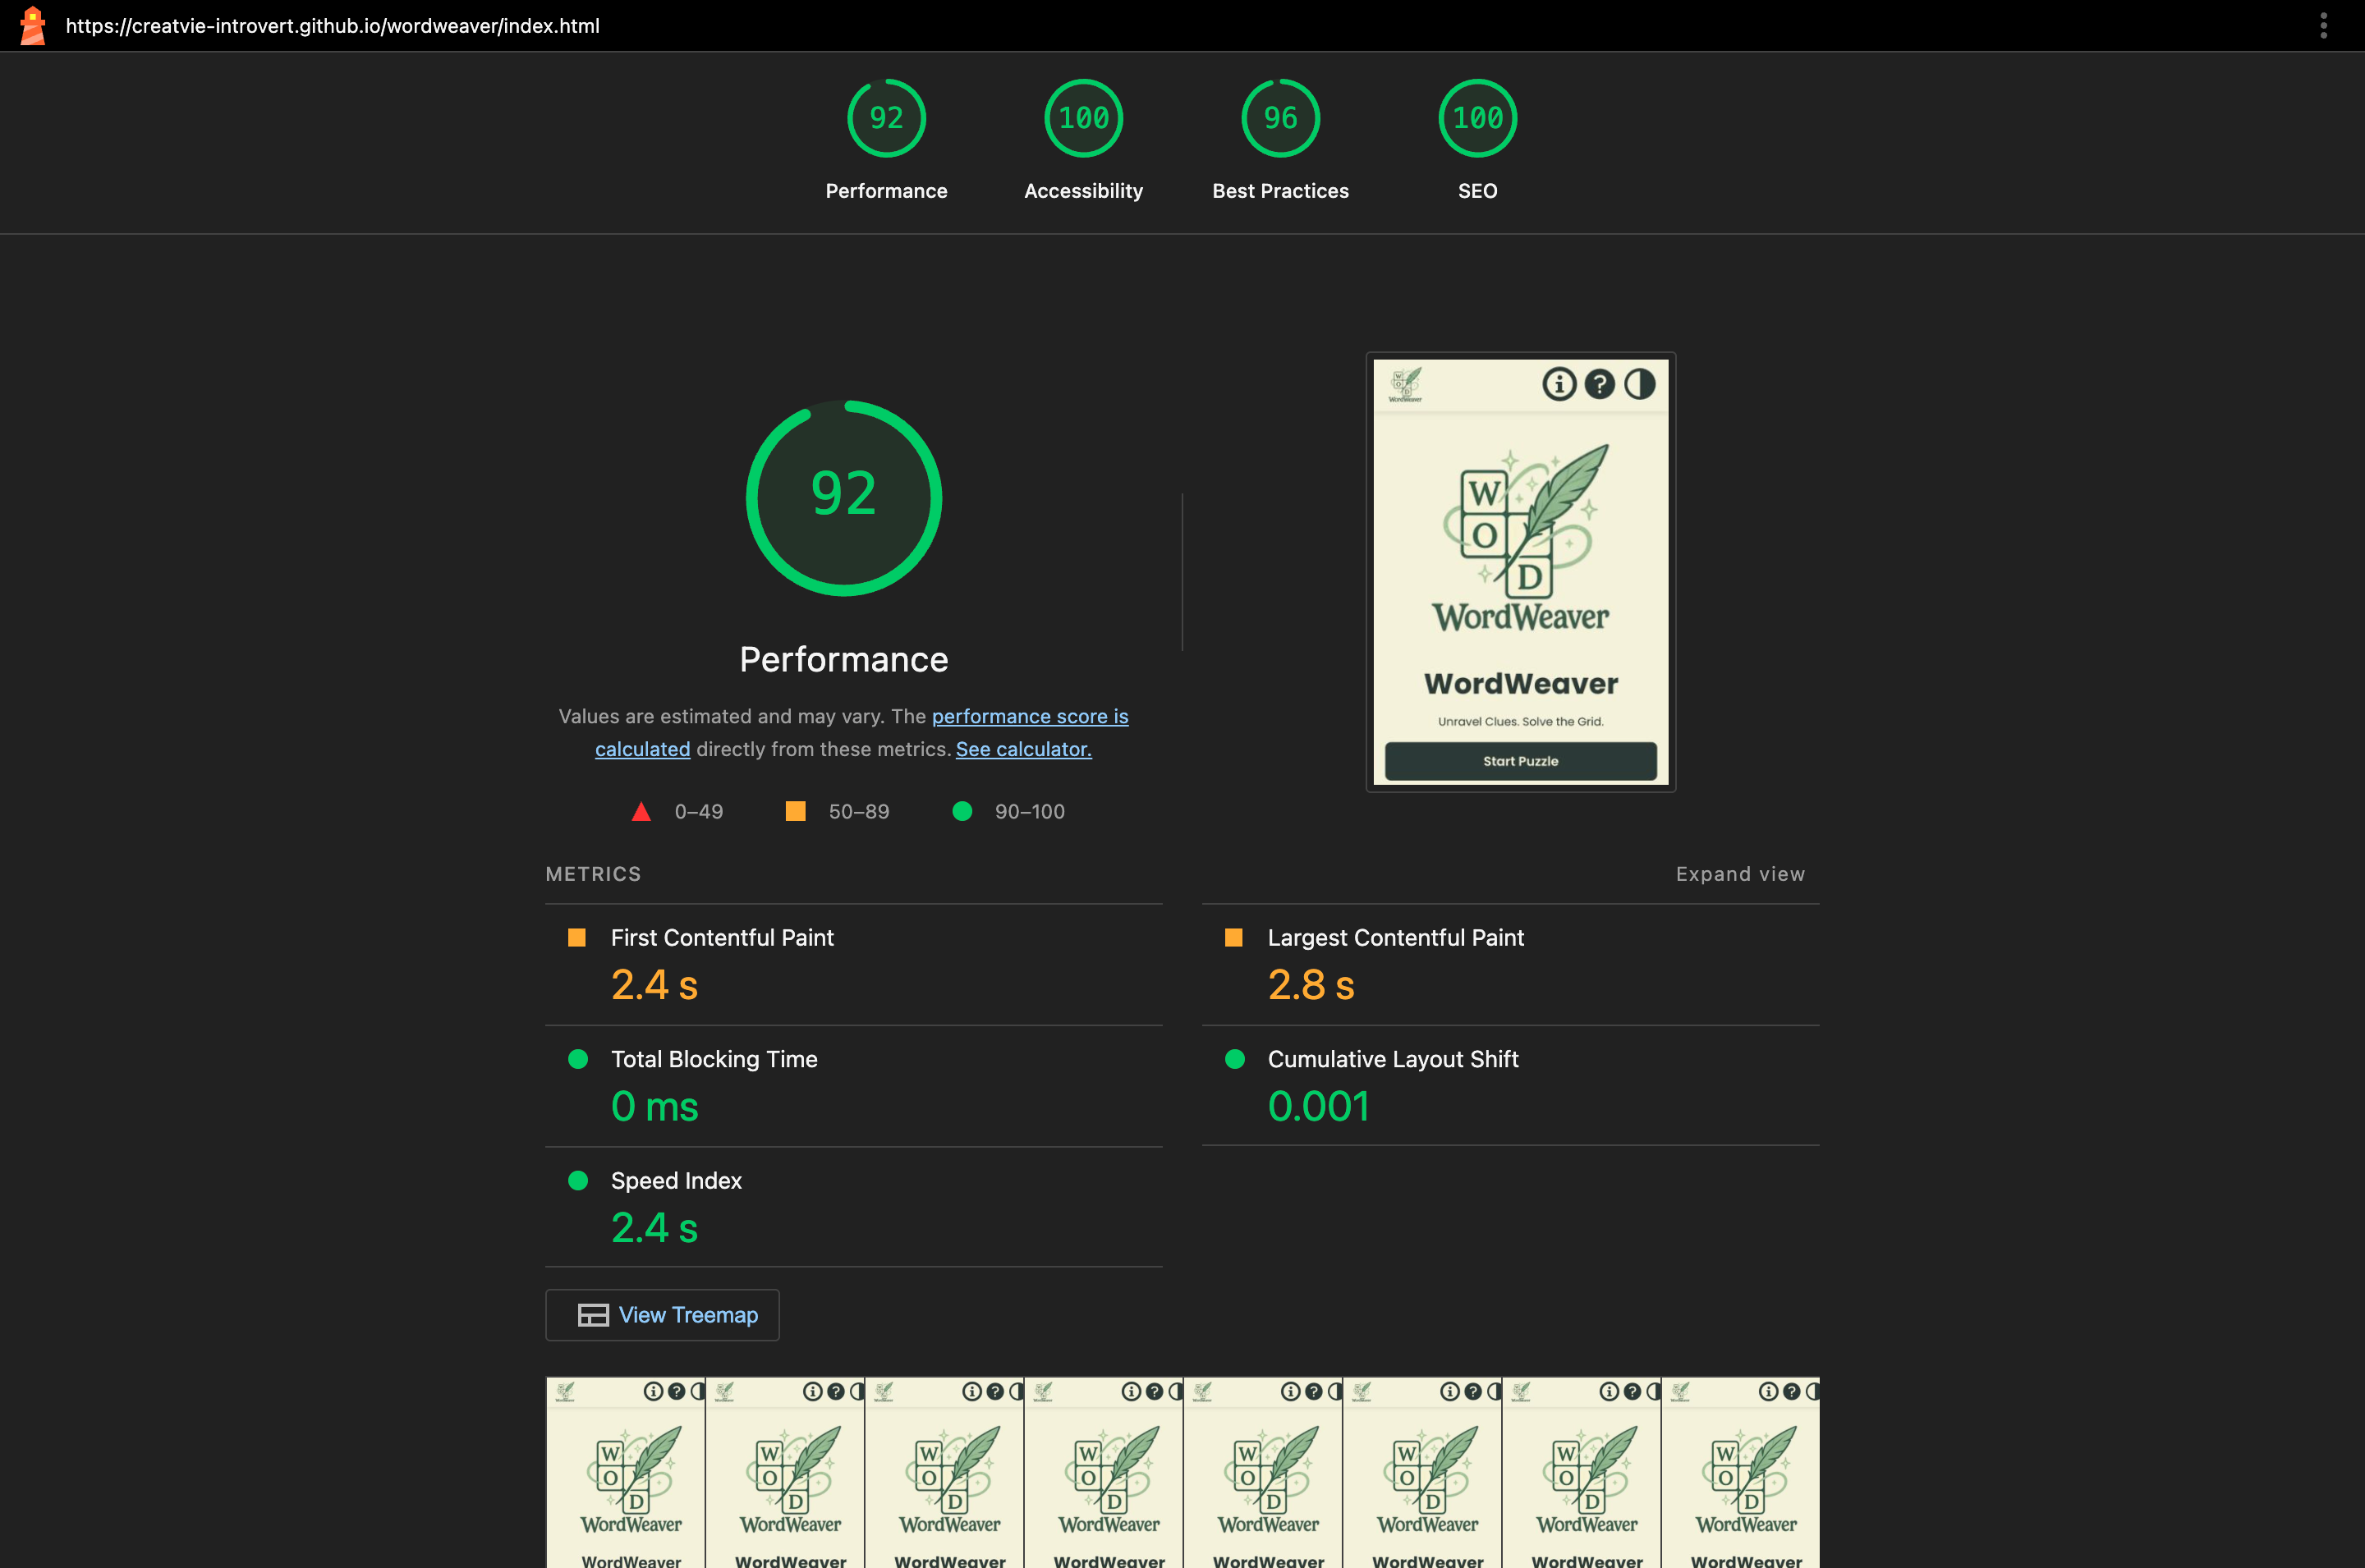 https://creatvie-introvert.github.io/wordweaver/index.html
92 100 96 100
Performance Accessibility Best Practices SEO
92
Performance
Values are estimated and may vary. The performance score is
calculated directly from these metrics. See calculator.
0–49 50–89 90–100
WordWeaver
W
O
D
WordWeaver
WordWeaver
Unravel Clues. Solve the Grid.
Start Puzzle
METRICS Expand view
First Contentful Paint
2.4 s
Largest Contentful Paint
2.8 s
Total Blocking Time
0 ms
Cumulative Layout Shift
0.001
Speed Index
2.4 s
View Treemap
W W W W W W W W
O O O O O O O O
D D D D D D D D
WordWeaver WordWeaver WordWeaver WordWeaver WordWeaver WordWeaver WordWeaver WordWeaver
WordWeaver WordWeaver WordWeaver WordWeaver WordWeaver WordWeaver WordWeaver WordWeaver